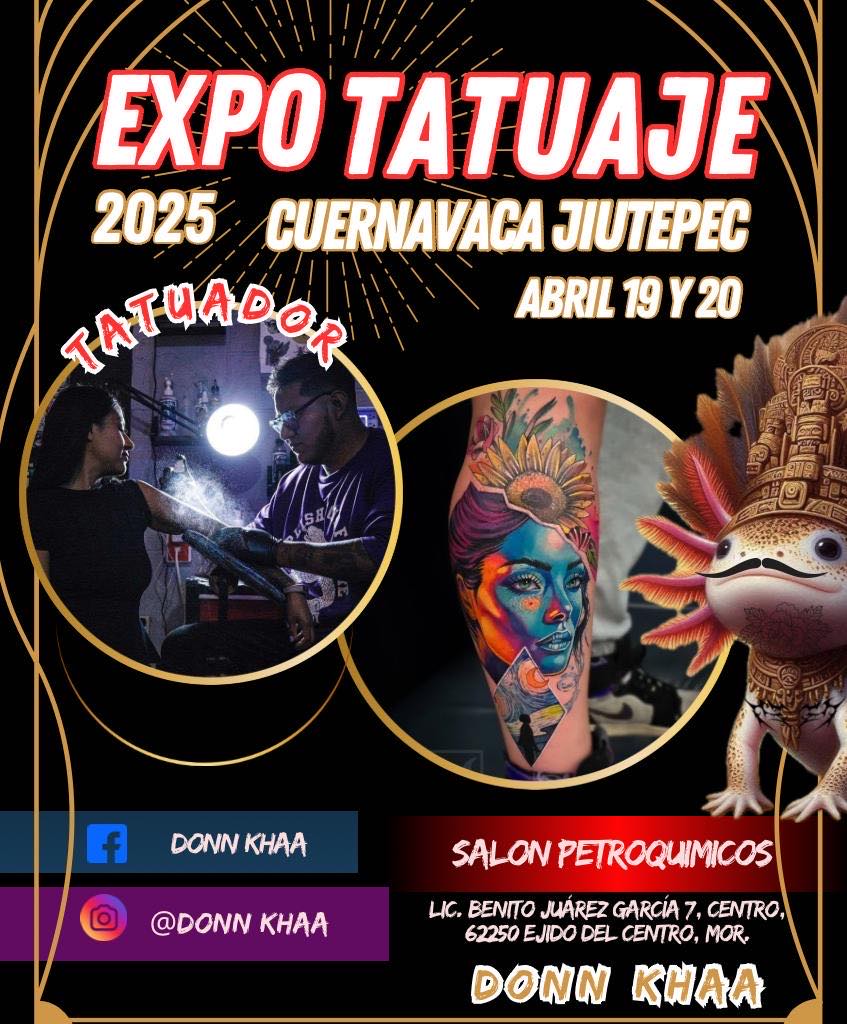 EXPO TATUAJE
2025 CUERNAVACA JIUTEPEC
ABRIL 19 Y 20
TATUADOR
DONN KHAA
@DONN KHAA
SALON PETROQUIMICOS
LIC. BENITO JUÁREZ GARCÍA 7, CENTRO,
62250 EJIDO DEL CENTRO, MOR.
DONN KHAA